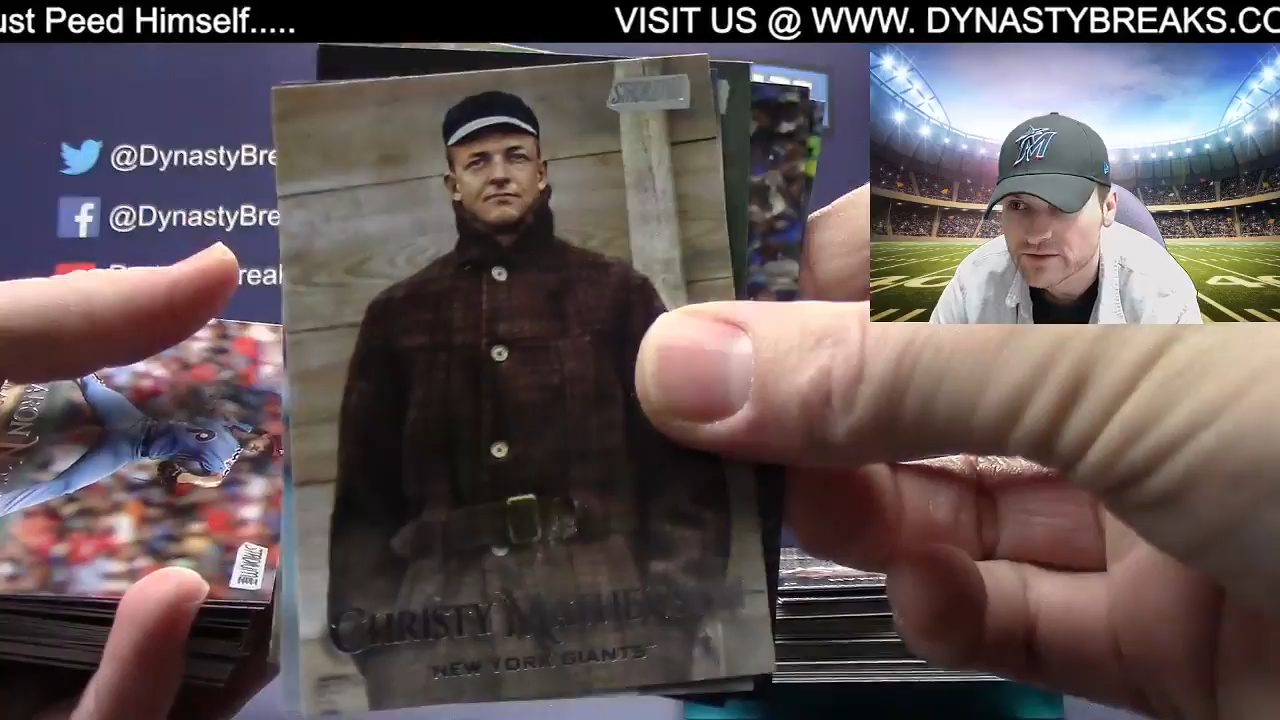 ust Peed Himself.....
VISIT US @ WWW. DYNASTYBREAKS.CO
@DynastyBre
@DynastyBre
CHRISTY MATHEWSON
NEW YORK GIANTS